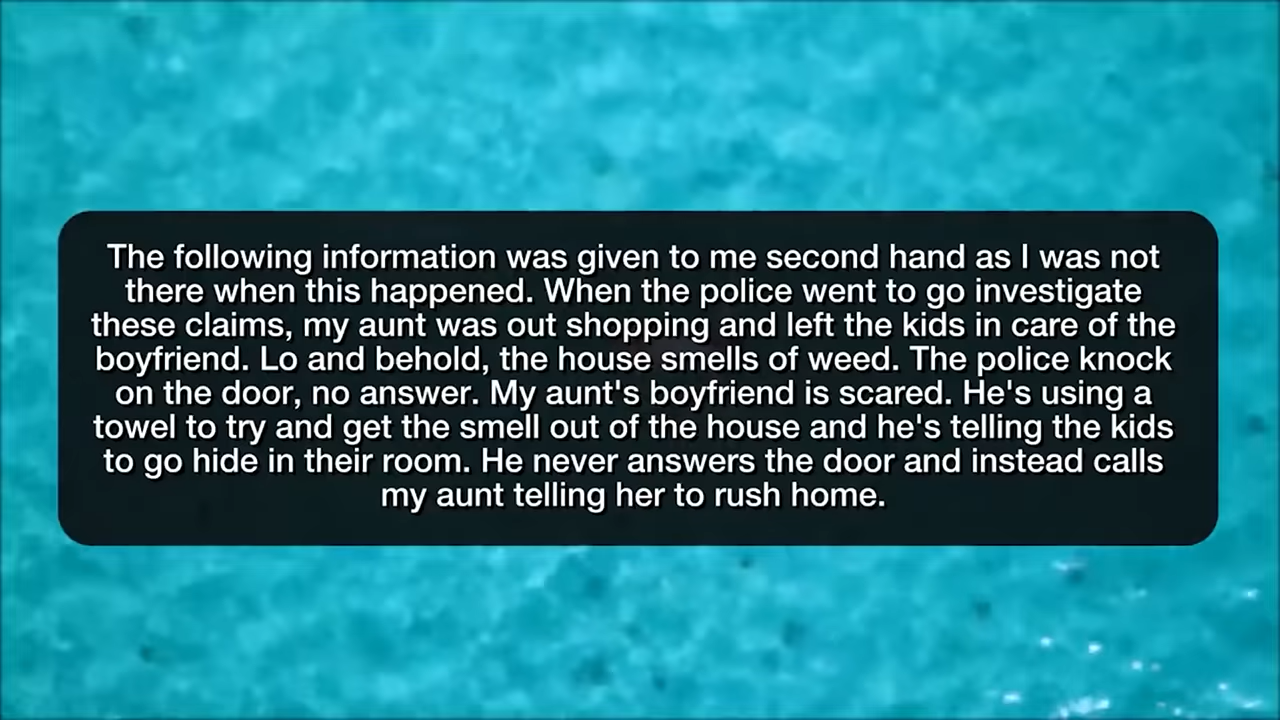 The following information was given to me second hand as I was not
there when this happened. When the police went to go investigate
these claims, my aunt was out shopping and left the kids in care of the
boyfriend. Lo and behold, the house smells of weed. The police knock
on the door, no answer. My aunt's boyfriend is scared. He's using a
towel to try and get the smell out of the house and he's telling the kids
to go hide in their room. He never answers the door and instead calls
my aunt telling her to rush home.